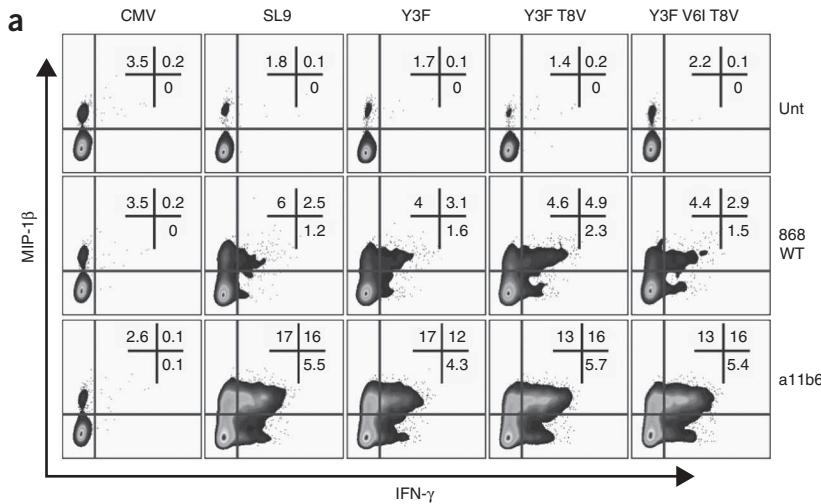 a
CMV SL9 Y3F Y3F T8V Y3F V6I T8V
3.5 0.2 1.8 0.1 1.7 0.1 1.4 0.2 2.2 0.1
0 0 0 0 0
Unt
3.5 0.2 6 2.5 4 3.1 4.6 4.9 4.4 2.9
0 1.2 1.6 2.3 1.5
868
WT
2.6 0.1 17 16 17 12 13 16 13 16
0.1 5.5 4.3 5.7 5.4
a11b6
MIP-1β
IFN-γ